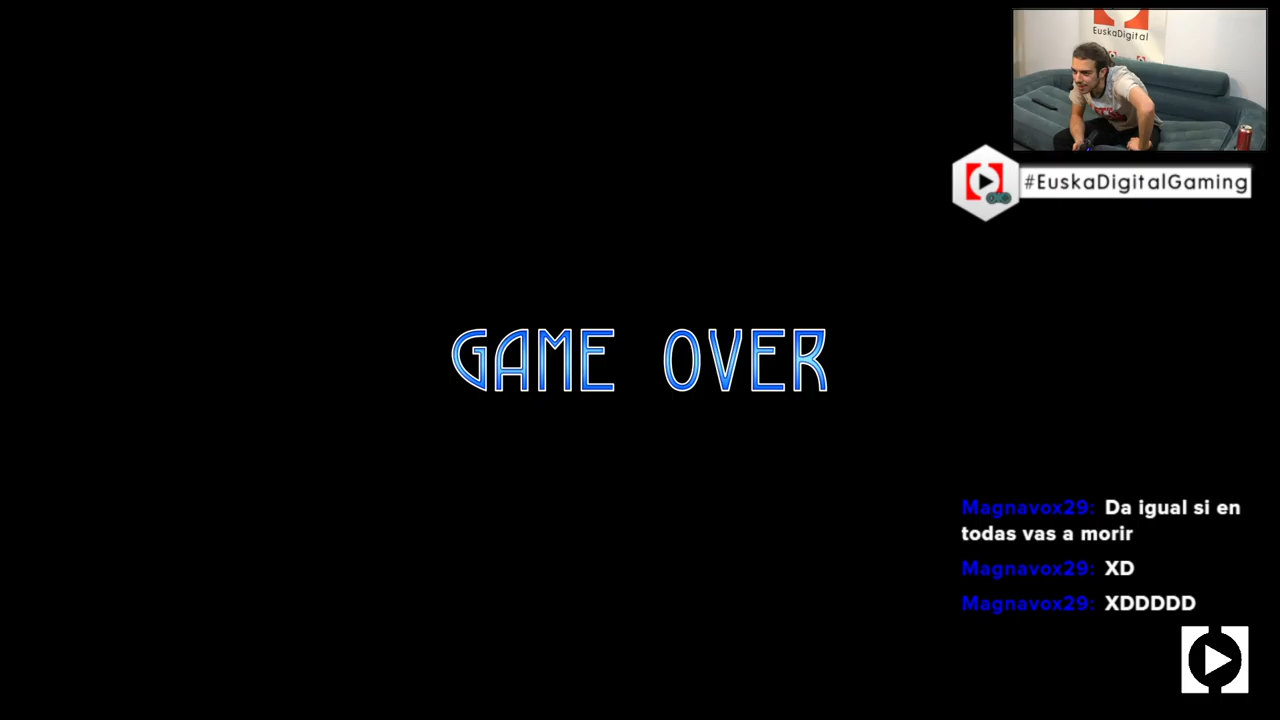 EuskaDigital
#EuskaDigitalGaming
GAME OVER
Magnavox29: Da igual si en
todas vas a morir
Magnavox29: XD
Magnavox29: XDDDDD